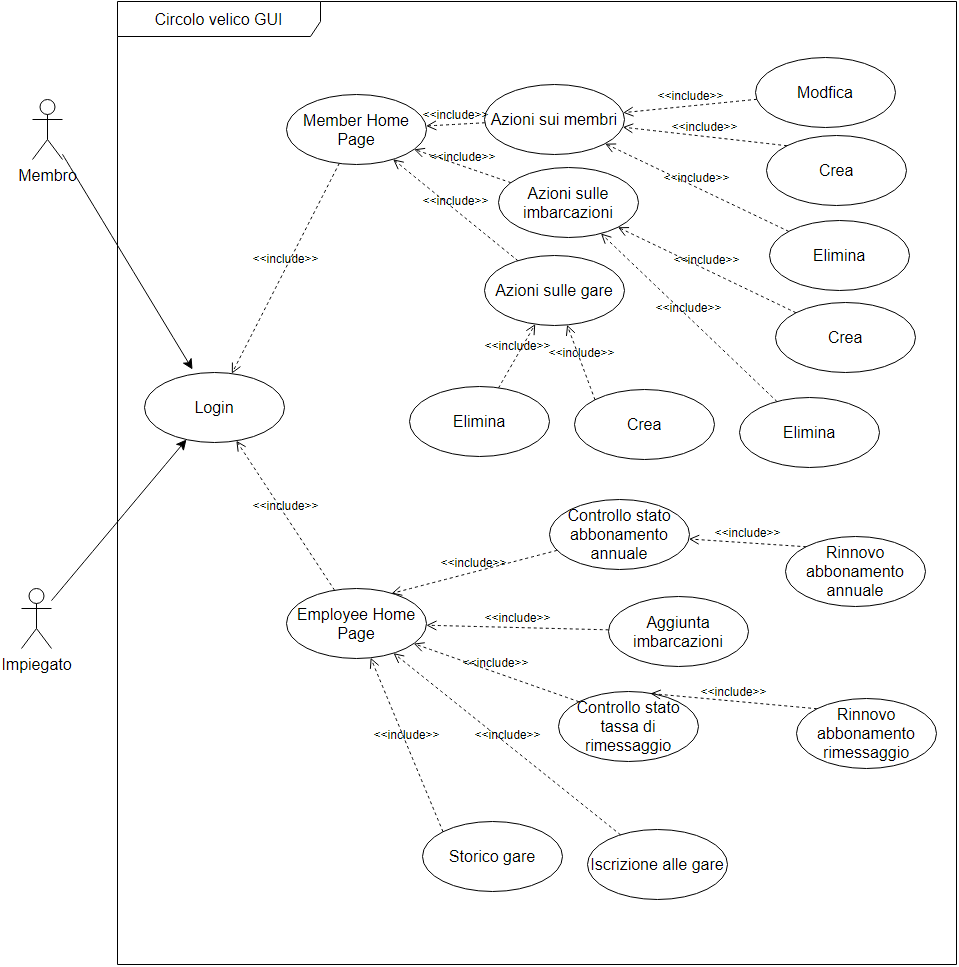 Circolo velico GUI
Modfica
Member Home
Page
<<include>>
Azioni sui membri
<<include>>
<<include>>
Crea
Membro
<<include>>
Azioni sulle
imbarcazioni
<<include>>
<<include>>
Elimina
<<include>>
<<include>>
Azioni sulle gare
<<include>>
Crea
<<include>>
<<include>>
Login
Elimina
Crea
Elimina
<<include>>
Controllo stato
abbonamento
annuale
<<include>>
Rinnovo
abbonamento
annuale
<<include>>
Employee Home
Page
<<include>>
Aggiunta
imbarcazioni
Impiegato
<<include>>
Controllo stato
tassa di
rimessaggio
<<include>>
Rinnovo
abbonamento
rimessaggio
<<include>>
<<include>>
Storico gare
Iscrizione alle gare